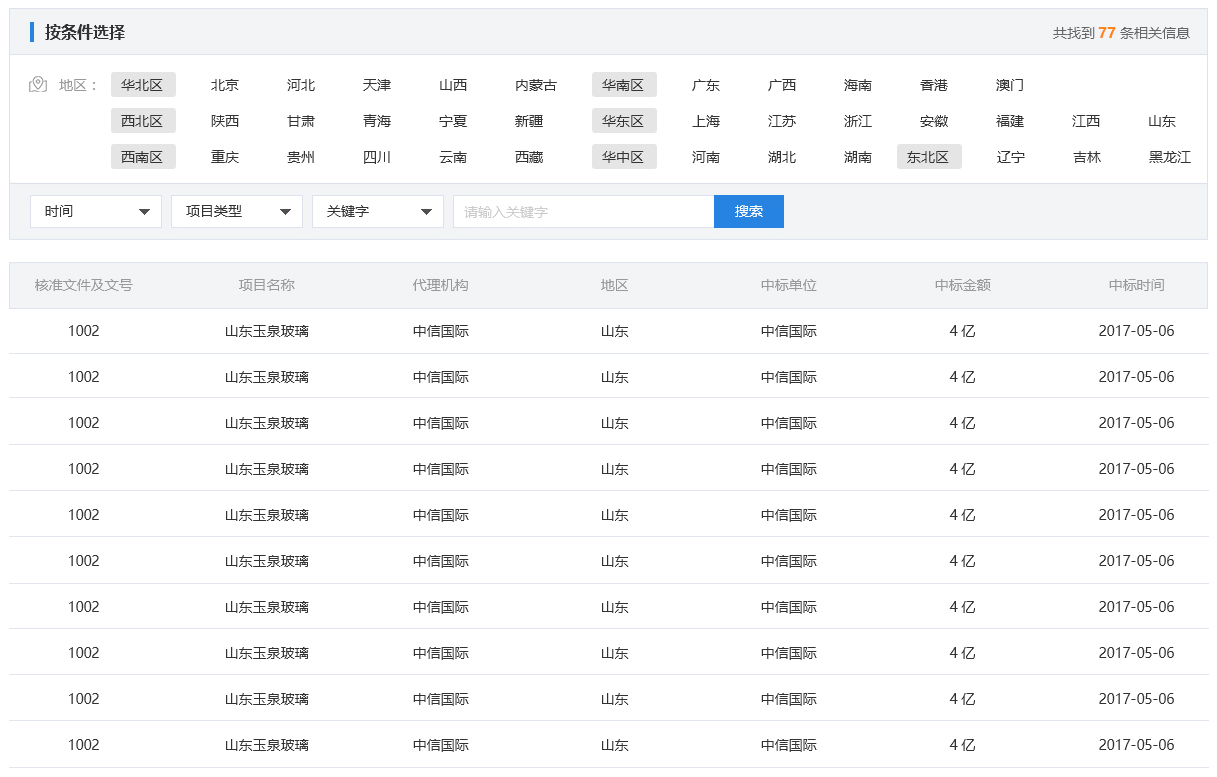 按条件选择 共找到 77 条相关信息
地区： 华北区 北京 河北 天津 山西 内蒙古 华南区 广东 广西 海南 香港 澳门
西北区 陕西 甘肃 青海 宁夏 新疆 华东区 上海 江苏 浙江 安徽 福建 江西 山东
西南区 重庆 贵州 四川 云南 西藏 华中区 河南 湖北 湖南 东北区 辽宁 吉林 黑龙江
时间 项目类型 关键字 请输入关键字 搜索
核准文件及文号 项目名称 代理机构 地区 中标单位 中标金额 中标时间
1002 山东玉泉玻璃 中信国际 山东 中信国际 4 亿 2017-05-06
1002 山东玉泉玻璃 中信国际 山东 中信国际 4 亿 2017-05-06
1002 山东玉泉玻璃 中信国际 山东 中信国际 4 亿 2017-05-06
1002 山东玉泉玻璃 中信国际 山东 中信国际 4 亿 2017-05-06
1002 山东玉泉玻璃 中信国际 山东 中信国际 4 亿 2017-05-06
1002 山东玉泉玻璃 中信国际 山东 中信国际 4 亿 2017-05-06
1002 山东玉泉玻璃 中信国际 山东 中信国际 4 亿 2017-05-06
1002 山东玉泉玻璃 中信国际 山东 中信国际 4 亿 2017-05-06
1002 山东玉泉玻璃 中信国际 山东 中信国际 4 亿 2017-05-06
1002 山东玉泉玻璃 中信国际 山东 中信国际 4 亿 2017-05-06